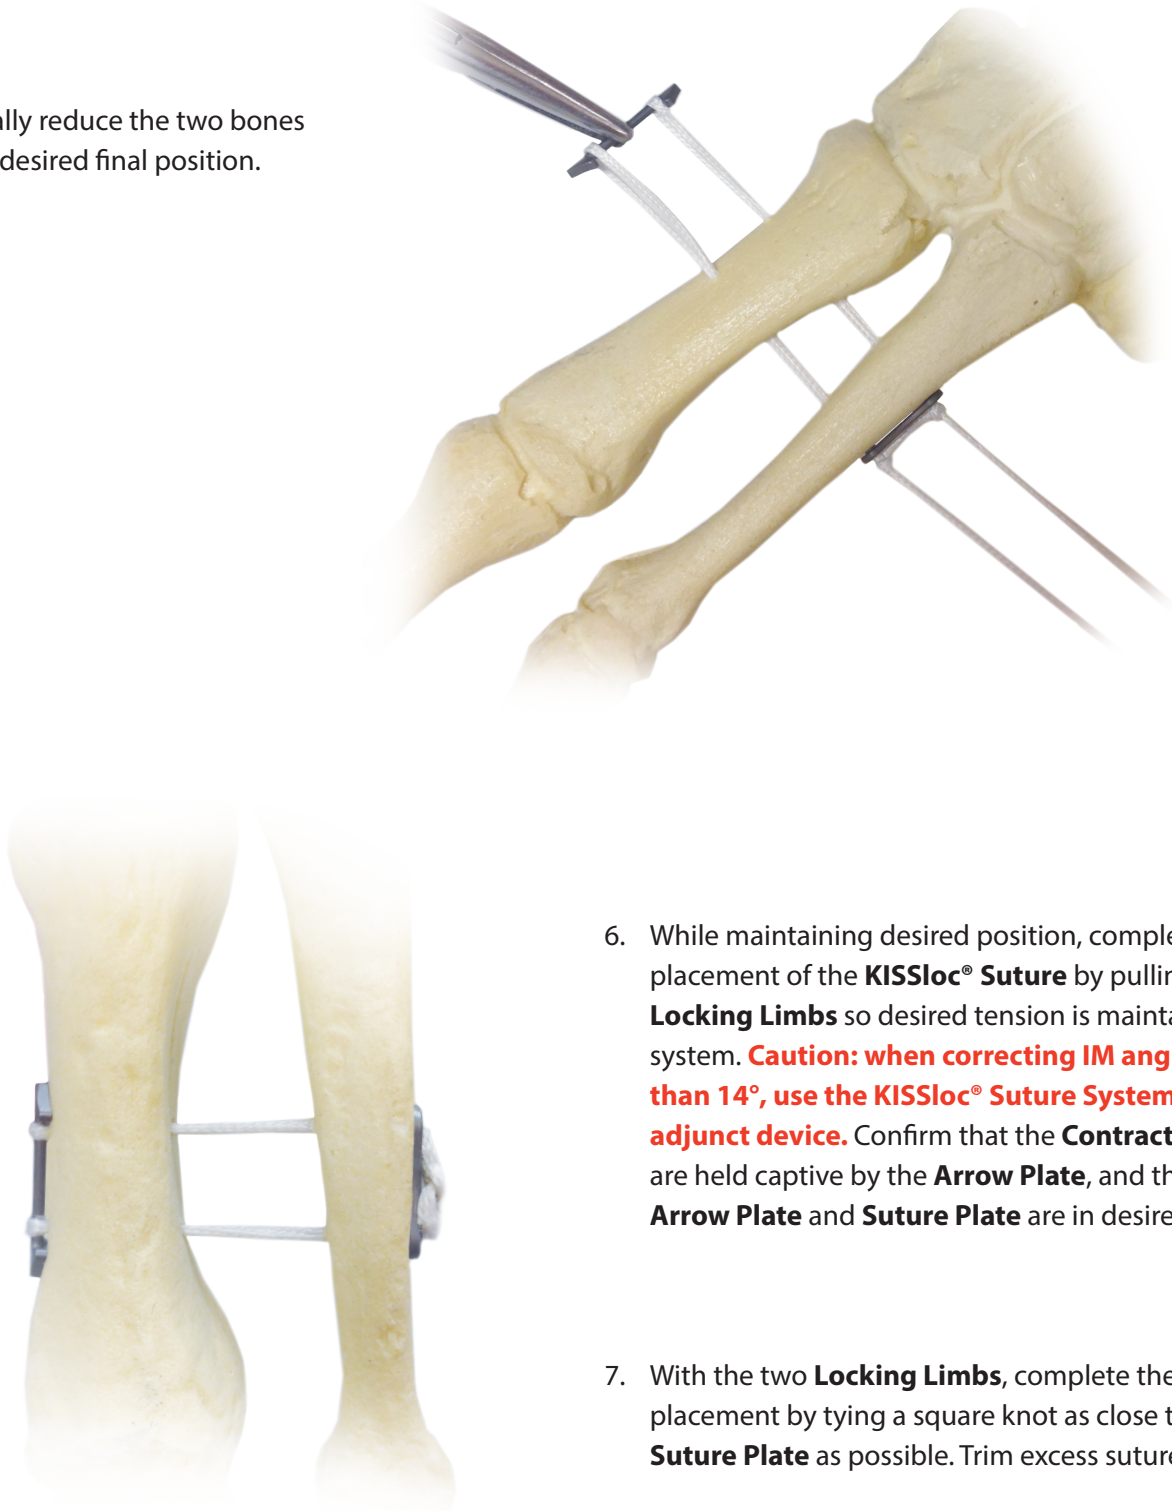 ally reduce the two bones
desired final position.
6. While maintaining desired position, comple
placement of the KISSloc® Suture by pullin
Locking Limbs so desired tension is mainta
system. Caution: when correcting IM ang
than 14°, use the KISSloc® Suture System
adjunct device. Confirm that the Contract
are held captive by the Arrow Plate, and th
Arrow Plate and Suture Plate are in desire
7. With the two Locking Limbs, complete the
placement by tying a square knot as close t
Suture Plate as possible. Trim excess suture